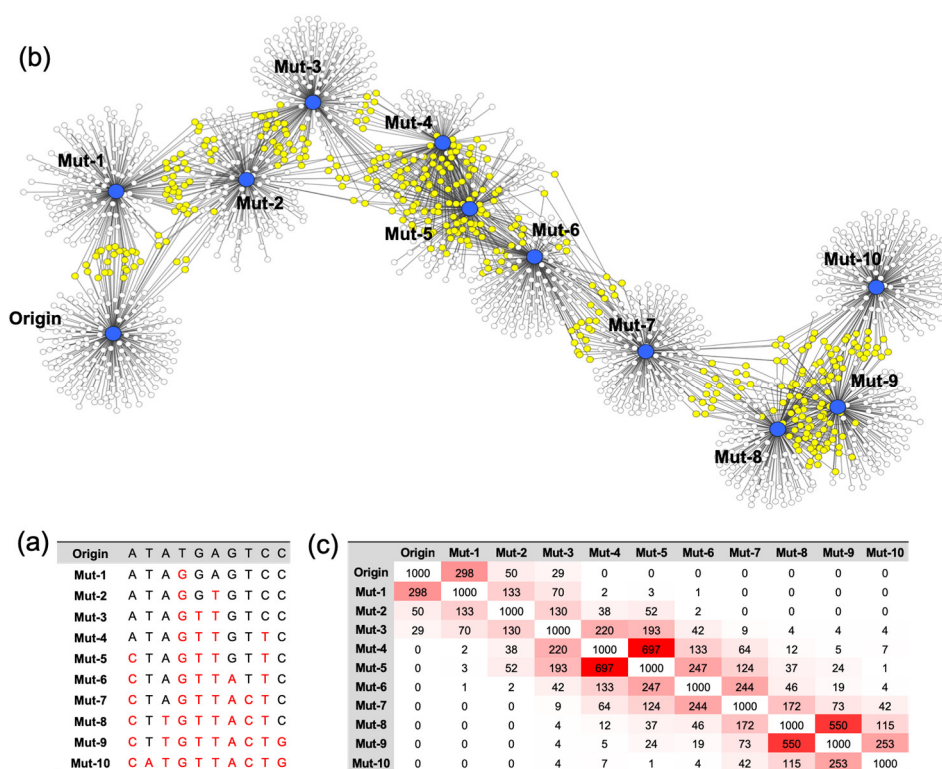 (b)
Mut-3
Mut-4
Mut-1
Mut-2
Mut-5
Mut-6
Mut-10
Origin
Mut-7
Mut-9
Mut-8
(a)
Origin A T A T G A G T C C
Mut-1 A T A G G A G T C C
Mut-2 A T A G G T G T C C
Mut-3 A T A G T T G T C C
Mut-4 A T A G T T G T T C
Mut-5 C T A G T T G T T C
Mut-6 C T A G T T A T T C
Mut-7 C T A G T T A C T C
Mut-8 C T T G T T A C T C
Mut-9 C T T G T T A C T G
Mut-10 C A T G T T A C T G
(c)
Origin Mut-1 Mut-2 Mut-3 Mut-4 Mut-5 Mut-6 Mut-7 Mut-8 Mut-9 Mut-10
Origin 1000 298 50 29 0 0 0 0 0 0 0
Mut-1 298 1000 133 70 2 3 1 0 0 0 0
Mut-2 50 133 1000 130 38 52 2 0 0 0 0
Mut-3 29 70 130 1000 220 193 42 9 4 4 4
Mut-4 0 2 38 220 1000 697 133 64 12 5 7
Mut-5 0 3 52 193 697 1000 247 124 37 24 1
Mut-6 0 1 2 42 133 247 1000 244 46 19 4
Mut-7 0 0 0 9 64 124 244 1000 172 73 42
Mut-8 0 0 0 4 12 37 46 172 1000 550 115
Mut-9 0 0 0 4 5 24 19 73 550 1000 253
Mut-10 0 0 0 4 7 1 4 42 115 253 1000